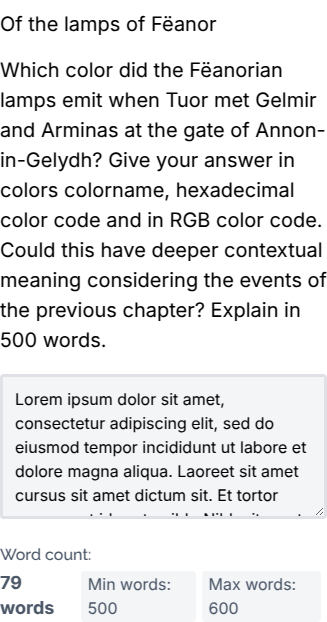 Of the lamps of Fëanor
Which color did the Fëanorian
lamps emit when Tuor met Gelmir
and Arminas at the gate of Annon-
in-Gelydh? Give your answer in
colors colorname, hexadecimal
color code and in RGB color code.
Could this have deeper contextual
meaning considering the events of
the previous chapter? Explain in
500 words.
Lorem ipsum dolor sit amet,
consectetur adipiscing elit, sed do
eiusmod tempor incididunt ut labore et
dolore magna aliqua. Laoreet sit amet
cursus sit amet dictum sit. Et tortor
Word count:
79 words
Min words: 500
Max words: 600